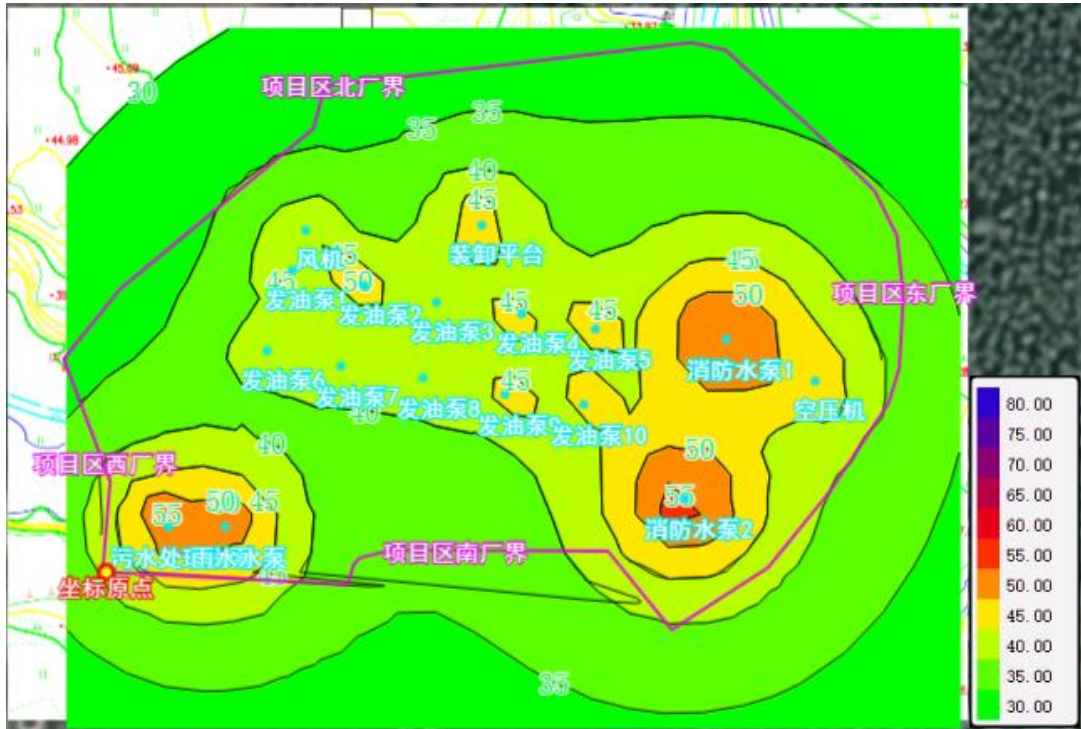 73.97
45.69
30
项目区北厂界
35
35
44.98
40
45
风机
45
装卸平台
45
45
50
50
项目区东厂界
发油泵1
发油泵2
发油泵3
45
发油泵4
45
发油泵5
消防水泵1
发油泵6
发油泵7
发油泵8
45
发油泵9
发油泵10
空压机
40
40
项目区西厂界
50
55
50
45
55
消防水泵2
污水处理
雨水泵
项目区南厂界
坐标原点
35
80.00
75.00
70.00
65.00
60.00
55.00
50.00
45.00
40.00
35.00
30.00